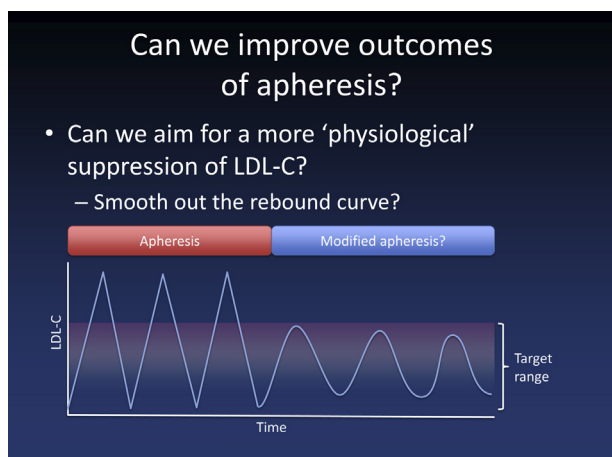 Can we improve outcomes
of apheresis?
• Can we aim for a more ‘physiological’
suppression of LDL-C?
– Smooth out the rebound curve?
Apheresis
Modified apheresis?
LDL-C
Target
range
Time